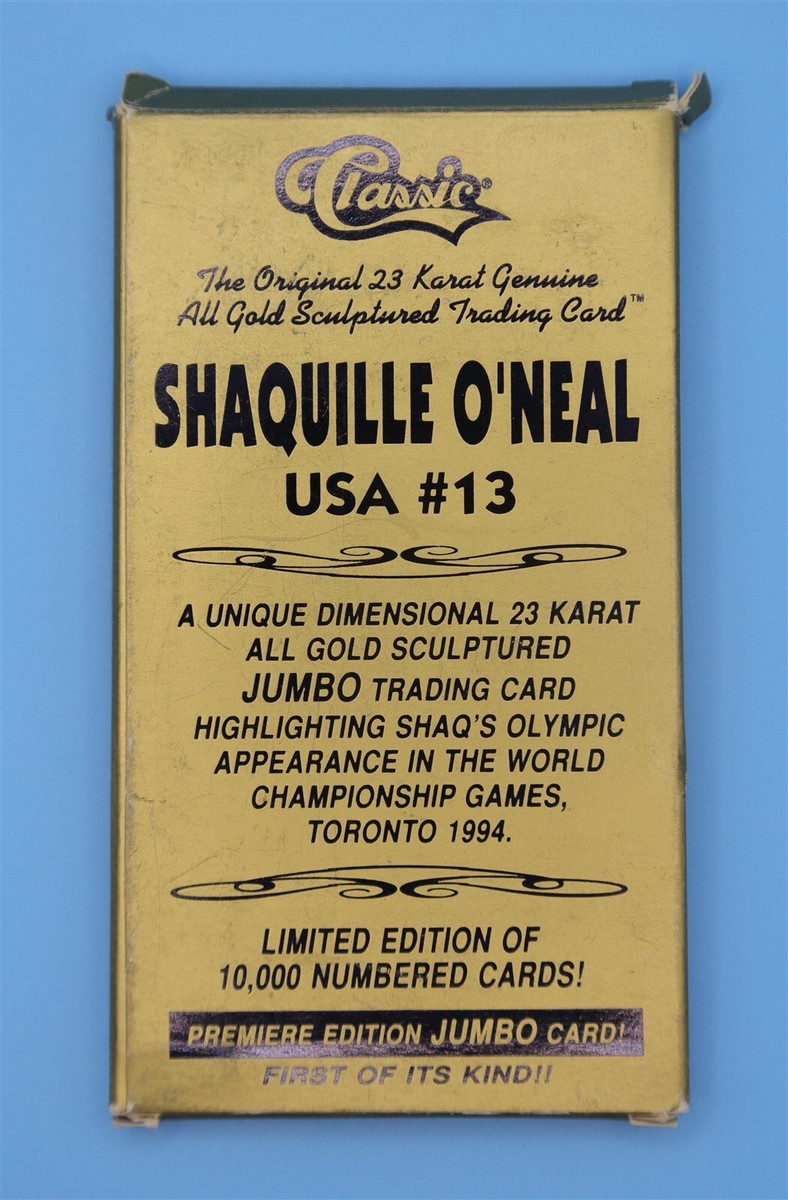 Classic®
The Original 23 Karat Genuine
All Gold Sculptured Trading Card™
SHAQUILLE O'NEAL
USA #13
A UNIQUE DIMENSIONAL 23 KARAT
ALL GOLD SCULPTURED
JUMBO TRADING CARD
HIGHLIGHTING SHAQ'S OLYMPIC
APPEARANCE IN THE WORLD
CHAMPIONSHIP GAMES,
TORONTO 1994.
LIMITED EDITION OF
10,000 NUMBERED CARDS!
PREMIERE EDITION JUMBO CARD!
FIRST OF ITS KIND!!